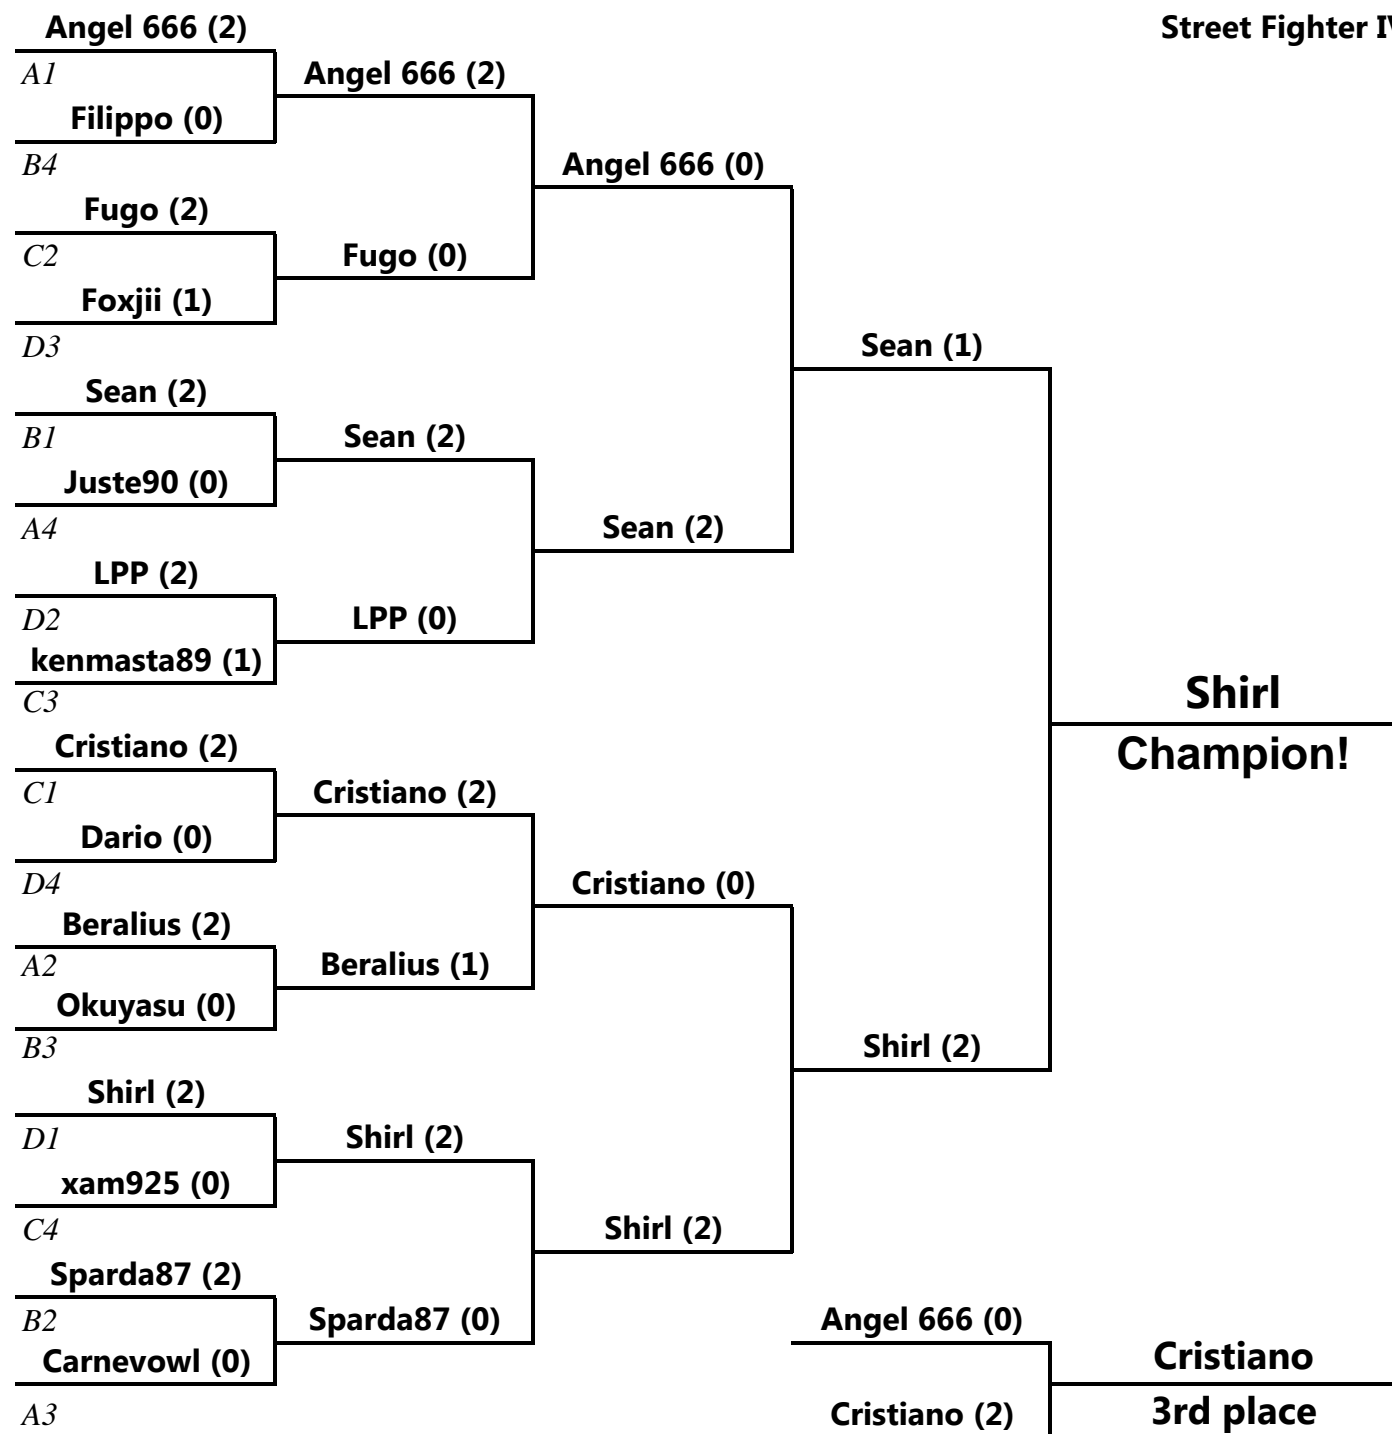 Angel 666 (2)
Street Fighter IV
A1
Angel 666 (2)
Filippo (0)
B4
Angel 666 (0)
Fugo (2)
C2
Fugo (0)
Foxjii (1)
D3
Sean (1)
Sean (2)
B1
Sean (2)
Juste90 (0)
A4
Sean (2)
LPP (2)
D2
LPP (0)
kenmasta89 (1)
C3
Shirl
Champion!
Cristiano (2)
C1
Cristiano (2)
Dario (0)
D4
Cristiano (0)
Beralius (2)
A2
Beralius (1)
Okuyasu (0)
B3
Shirl (2)
Shirl (2)
D1
Shirl (2)
xam925 (0)
C4
Shirl (2)
Sparda87 (2)
B2
Sparda87 (0)
Carnevowl (0)
A3
Angel 666 (0)
Cristiano
3rd place
Cristiano (2)